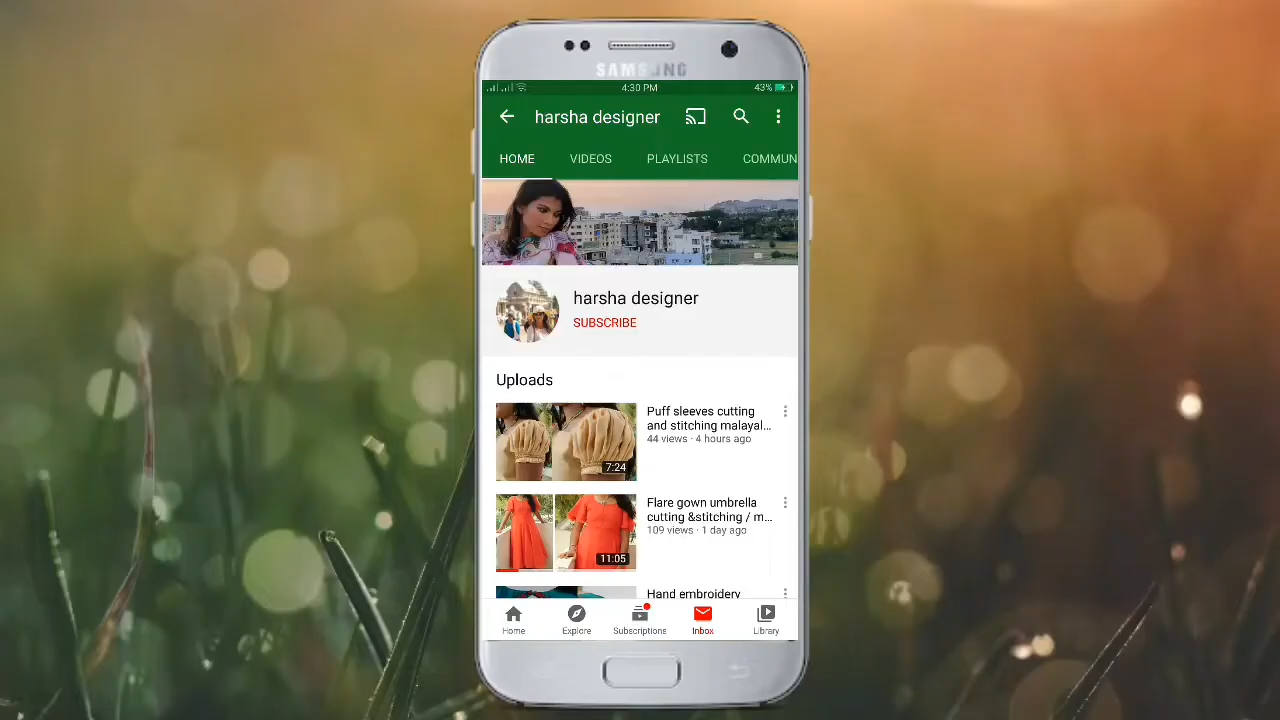 SAMSUNG
4:30 PM
43%
harsha designer
HOME VIDEOS PLAYLISTS COMMUN
harsha designer
SUBSCRIBE
Uploads
Puff sleeves cutting
and stitching malayal...
44 views · 4 hours ago
7:24
Flare gown umbrella
cutting &stitching / m...
109 views · 1 day ago
11:05
Hand embroidery
Home Explore Subscriptions Inbox Library